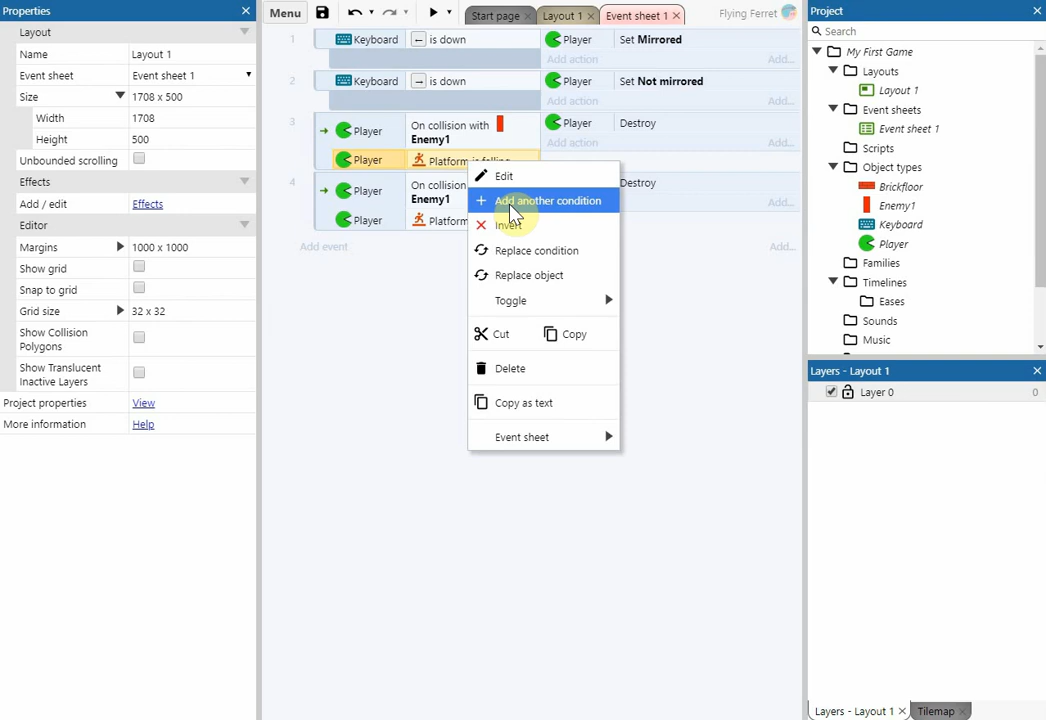 Properties
Menu
Start page
Layout 1
Event sheet 1
Flying Ferret
Project
Layout
Name Layout 1
Event sheet Event sheet 1
Size 1708 x 500
Width 1708
Height 500
Unbounded scrolling
Effects
Add / edit Effects
Editor
Margins 1000 x 1000
Show grid
Snap to grid
Grid size 32 x 32
Show Collision
Polygons
Show Translucent
Inactive Layers
Project properties View
More information Help
1 Keyboard ← is down Player Set Mirrored
Add action Add...
2 Keyboard → is down Player Set Not mirrored
Add action Add...
3 Player On collision with Enemy1 Player Destroy
Player Platform is falling Add action Add...
4 Player On collision Enemy1 Destroy
Player Platform Add...
Add event Add...
Edit
Add another condition
Invert
Replace condition
Replace object
Toggle
Cut Copy
Delete
Copy as text
Event sheet
Search
My First Game
Layouts
Layout 1
Event sheets
Event sheet 1
Scripts
Object types
Brickfloor
Enemy1
Keyboard
Player
Families
Timelines
Eases
Sounds
Music
Layers - Layout 1
Layer 0 0
Layers - Layout 1 Tilemap